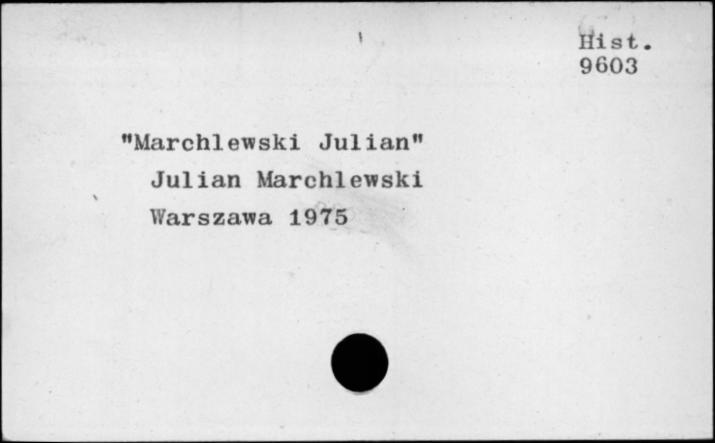 Hist.
9603
"Marchlewski Julian"
Julian Marchlewski
Warszawa 1975